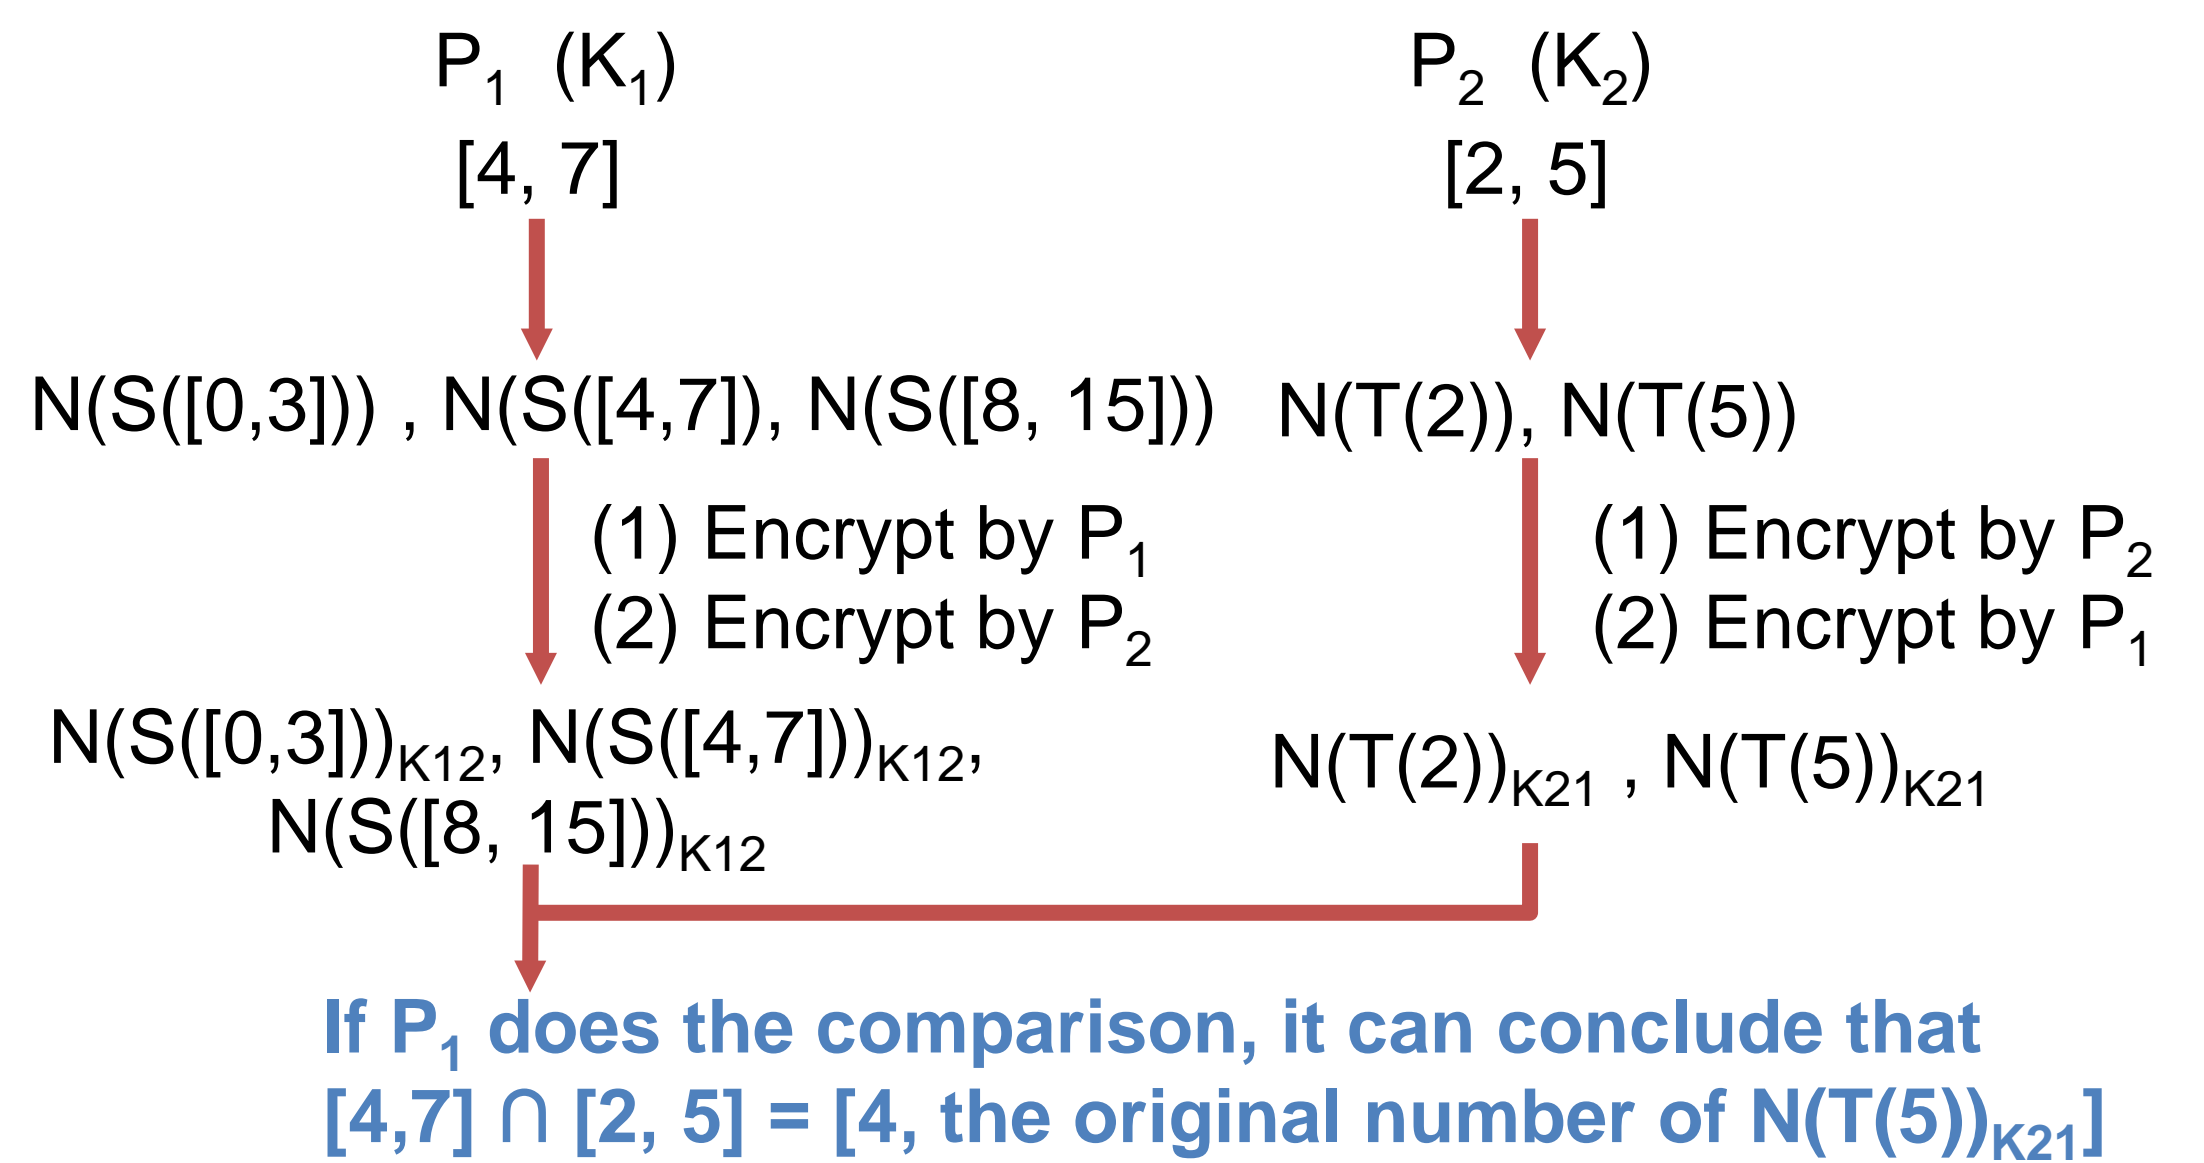 P₁ (K₁)
P₂ (K₂)
[4, 7]
[2, 5]
N(S([0,3])) , N(S([4,7]), N(S([8, 15]))
N(T(2)), N(T(5))
(1) Encrypt by P₁
(2) Encrypt by P₂
(1) Encrypt by P₂
(2) Encrypt by P₁
N(S([0,3]))K12, N(S([4,7]))K12,
N(S([8, 15]))K12
N(T(2))K21 , N(T(5))K21
If P₁ does the comparison, it can conclude that
[4,7] ∩ [2, 5] = [4, the original number of N(T(5))K21]